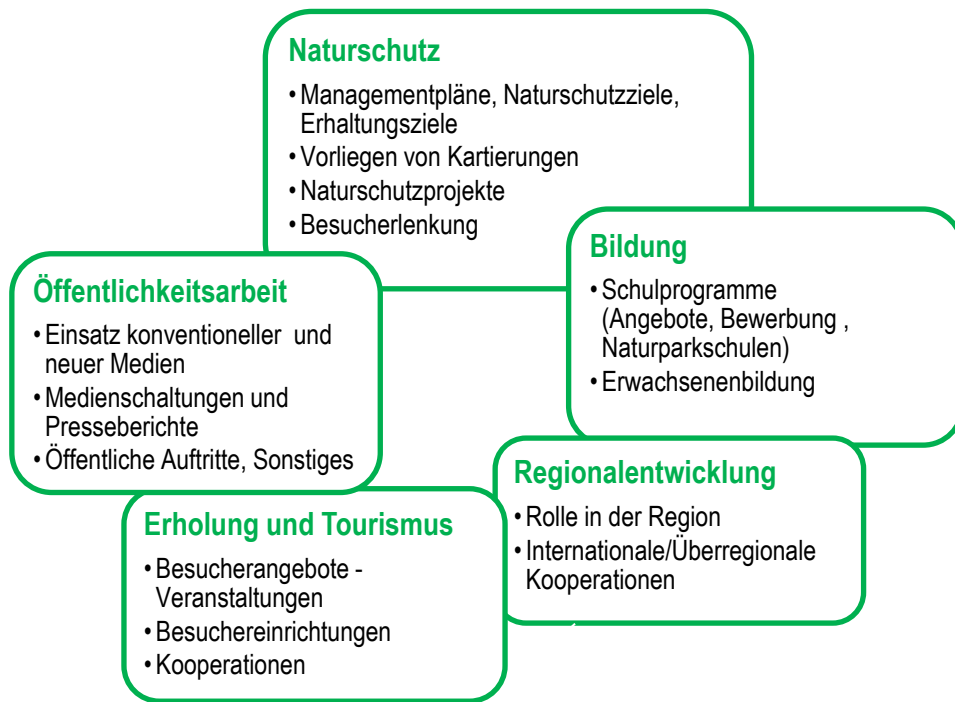 Naturschutz
• Managementpläne, Naturschutzziele,
Erhaltungsziele
• Vorliegen von Kartierungen
• Naturschutzprojekte
• Besucherlenkung
Bildung
• Schulprogramme
(Angebote, Bewerbung ,
Naturparkschulen)
• Erwachsenenbildung
Öffentlichkeitsarbeit
• Einsatz konventioneller  und
neuer Medien
• Medienschaltungen und
Presseberichte
• Öffentliche Auftritte, Sonstiges
Regionalentwicklung
• Rolle in der Region
• Internationale/Überregionale
Kooperationen
Erholung und Tourismus
• Besucherangebote -
Veranstaltungen
• Besuchereinrichtungen
• Kooperationen